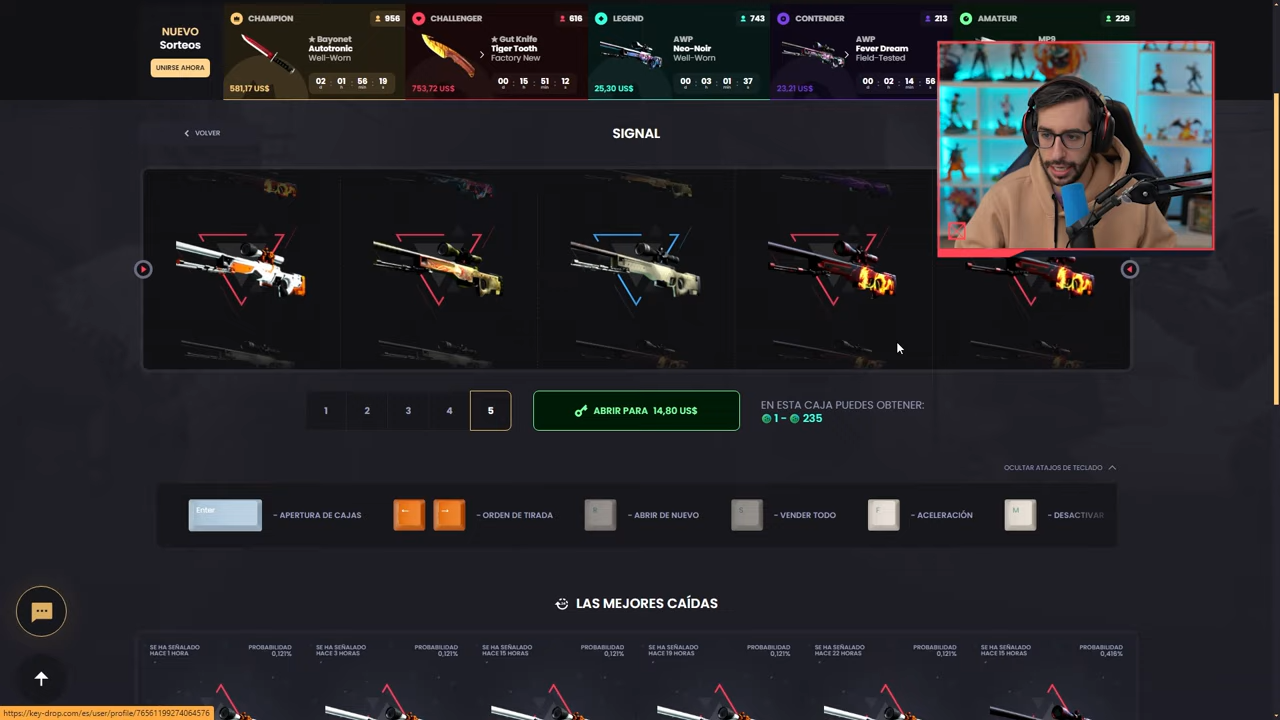 NUEVO
Sorteos
UNIRSE AHORA
CHAMPION
956
★ Bayonet
Autotronic
Well-Worn
581,17 US$
02 : 01 : 56 : 19
CHALLENGER
616
★ Gut Knife
Tiger Tooth
Factory New
753,72 US$
00 : 15 : 51 : 12
LEGEND
743
AWP
Neo-Noir
Well-Worn
25,30 US$
00 : 03 : 01 : 37
CONTENDER
213
AWP
Fever Dream
Field-Tested
23,21 US$
00 : 02 : 14 : 56
AMATEUR
229
MP9
VOLVER
SIGNAL
1
2
3
4
5
ABRIR PARA 14,80 US$
EN ESTA CAJA PUEDES OBTENER:
1 - 235
OCULTAR ATAJOS DE TECLADO
Enter
- APERTURA DE CAJAS
← →
- ORDEN DE TIRADA
R
- ABRIR DE NUEVO
S
- VENDER TODO
F
- ACELERACIÓN
M
- DESACTIVAR
LAS MEJORES CAÍDAS
SE HA SEÑALADO
HACE 1 HORA
PROBABILIDAD
0,121%
SE HA SEÑALADO
HACE 3 HORAS
PROBABILIDAD
0,121%
SE HA SEÑALADO
HACE 15 HORAS
PROBABILIDAD
0,121%
SE HA SEÑALADO
HACE 19 HORAS
PROBABILIDAD
0,121%
SE HA SEÑALADO
HACE 22 HORAS
PROBABILIDAD
0,121%
SE HA SEÑALADO
HACE 15 HORAS
PROBABILIDAD
0,416%
https://key-drop.com/es/user/profile/76561199274064576